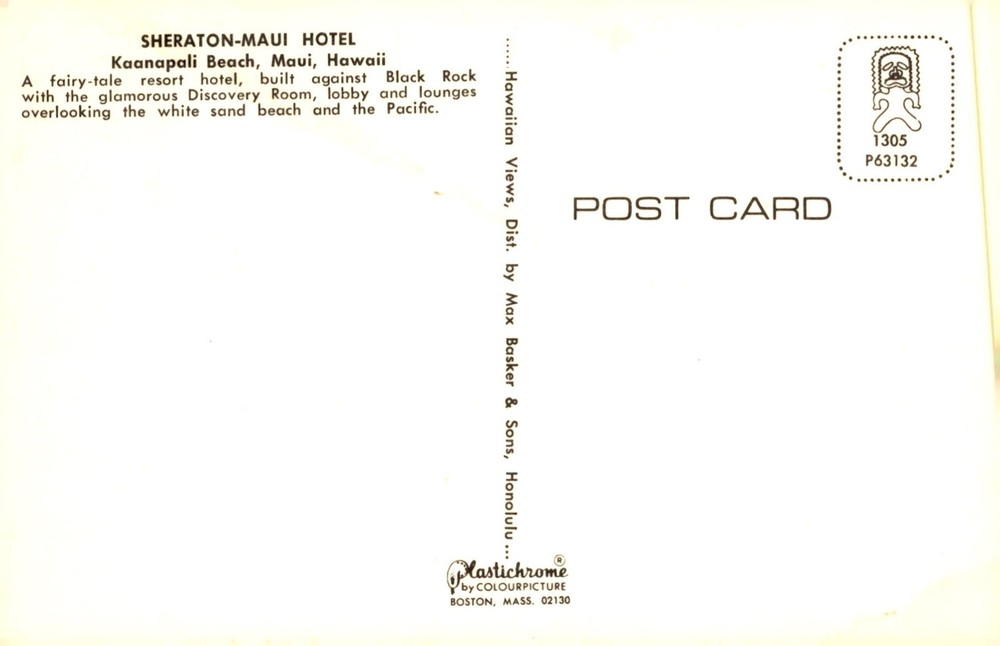 SHERATON-MAUI HOTEL
Kaanapali Beach, Maui, Hawaii
A fairy-tale resort hotel, built against Black Rock
with the glamorous Discovery Room, lobby and lounges
overlooking the white sand beach and the Pacific.
.....Hawaiian Views, Dist. by Max Basker & Sons, Honolulu...
1305
P63132
POST CARD
Plastichrome®
by COLOURPICTURE
BOSTON, MASS. 02130